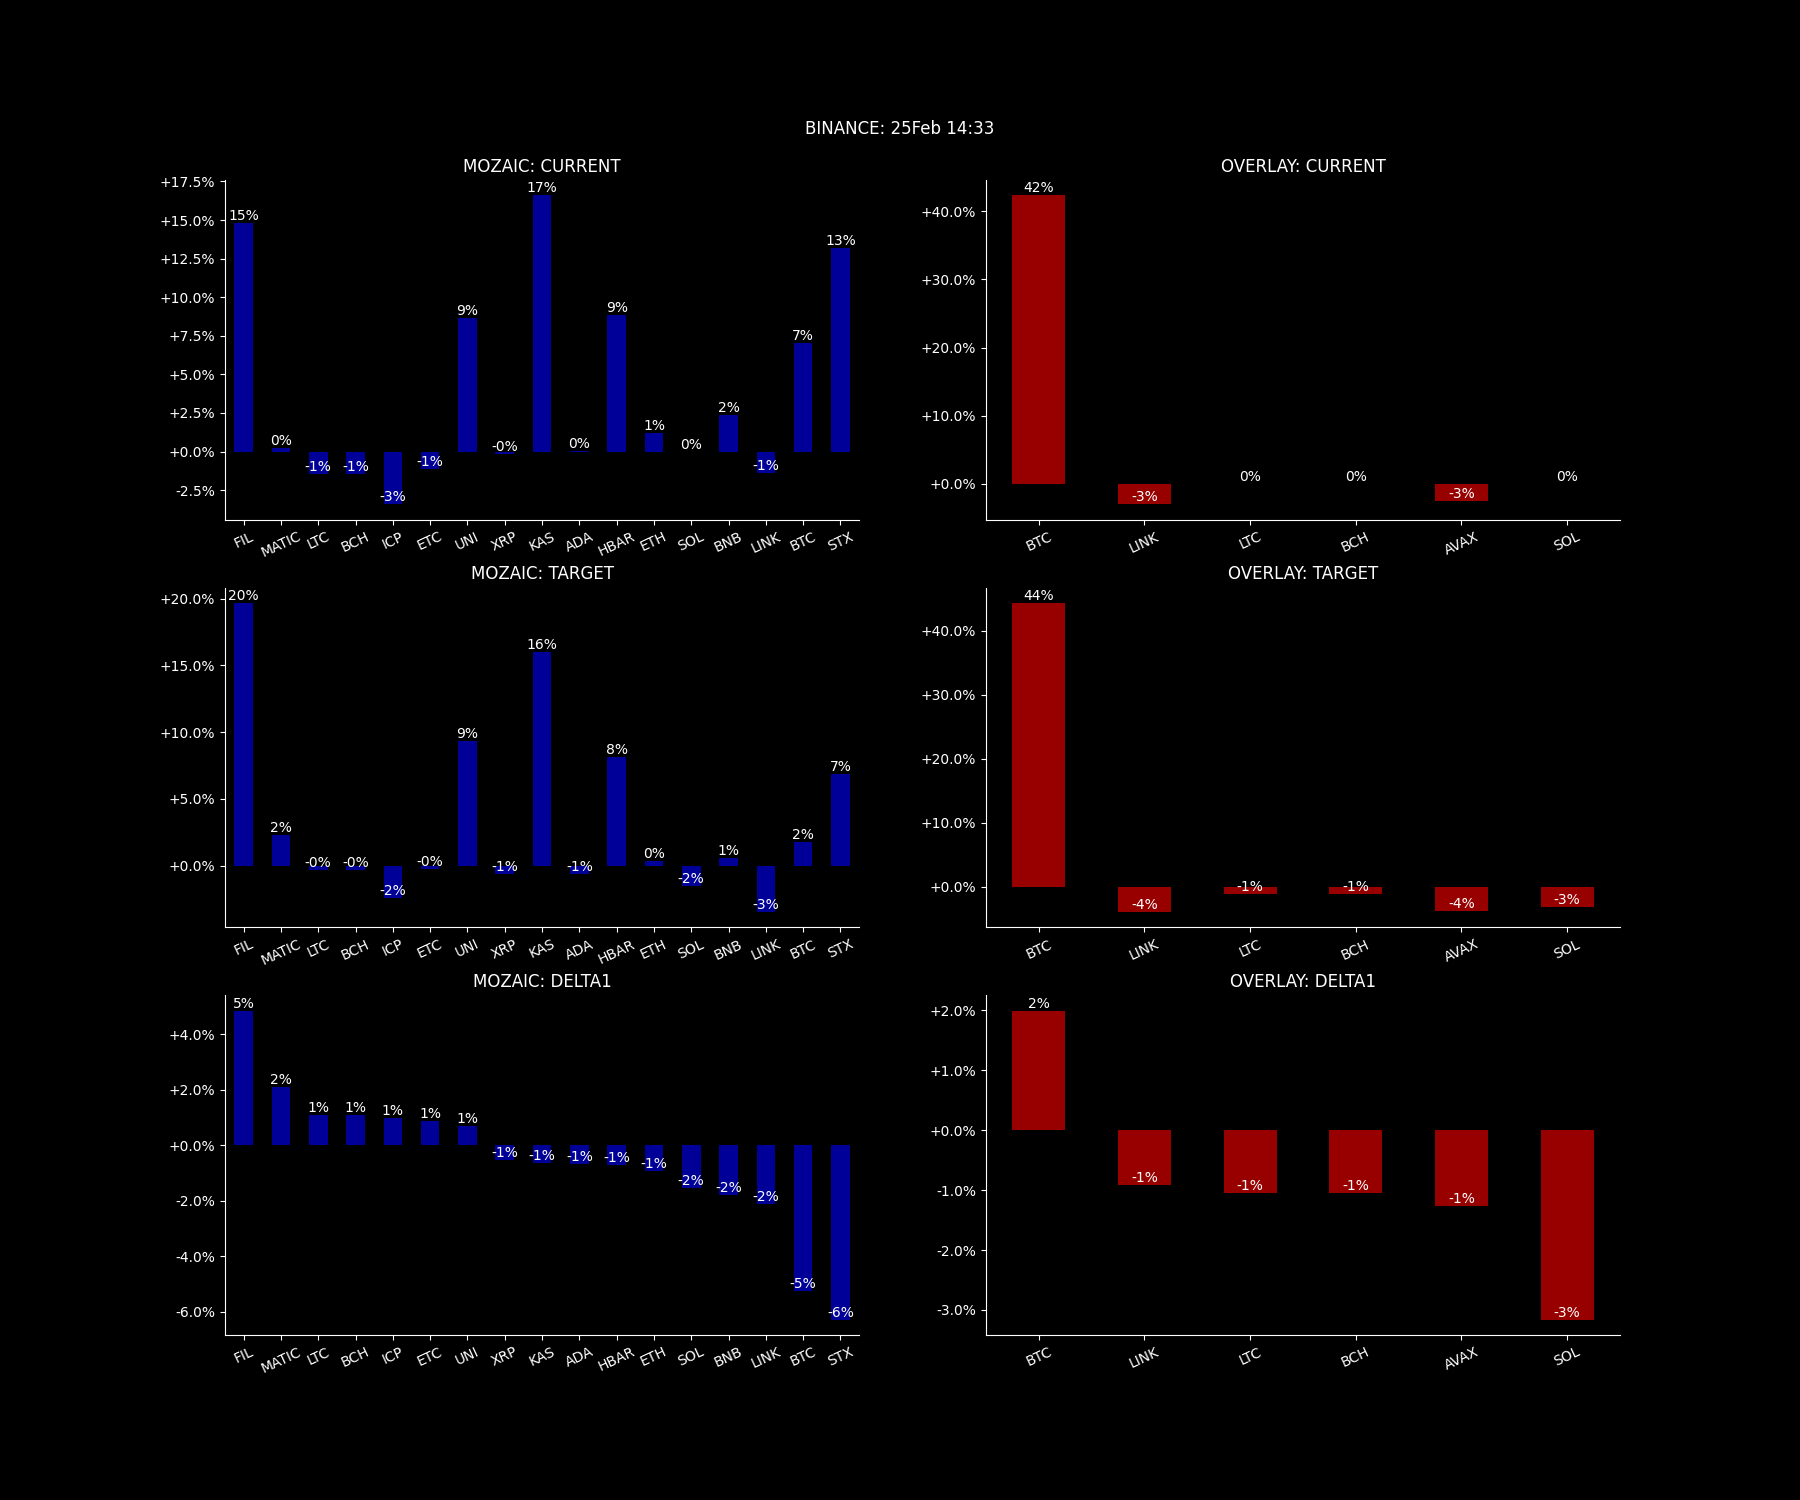 BINANCE: 25Feb 14:33
MOZAIC: CURRENT
+17.5%
+15.0%
+12.5%
+10.0%
+7.5%
+5.0%
+2.5%
+0.0%
-2.5%
15% 0% -1% -1% -3% -1% 9% -0% 17% 0% 9% 1% 0% 2% -1% 7% 13%
FIL MATIC LTC BCH ICP ETC UNI XRP KAS ADA HBAR ETH SOL BNB LINK BTC STX
OVERLAY: CURRENT
+40.0%
+30.0%
+20.0%
+10.0%
+0.0%
42% -3% 0% 0% -3% 0%
BTC LINK LTC BCH AVAX SOL
MOZAIC: TARGET
+20.0%
+15.0%
+10.0%
+5.0%
+0.0%
20% 2% -0% -0% -2% -0% 9% -1% 16% -1% 8% 0% -2% 1% -3% 2% 7%
FIL MATIC LTC BCH ICP ETC UNI XRP KAS ADA HBAR ETH SOL BNB LINK BTC STX
OVERLAY: TARGET
+40.0%
+30.0%
+20.0%
+10.0%
+0.0%
44% -4% -1% -1% -4% -3%
BTC LINK LTC BCH AVAX SOL
MOZAIC: DELTA1
+4.0%
+2.0%
+0.0%
-2.0%
-4.0%
-6.0%
5% 2% 1% 1% 1% 1% 1% -1% -1% -1% -1% -1% -2% -2% -2% -5% -6%
FIL MATIC LTC BCH ICP ETC UNI XRP KAS ADA HBAR ETH SOL BNB LINK BTC STX
OVERLAY: DELTA1
+2.0%
+1.0%
+0.0%
-1.0%
-2.0%
-3.0%
2% -1% -1% -1% -1% -3%
BTC LINK LTC BCH AVAX SOL